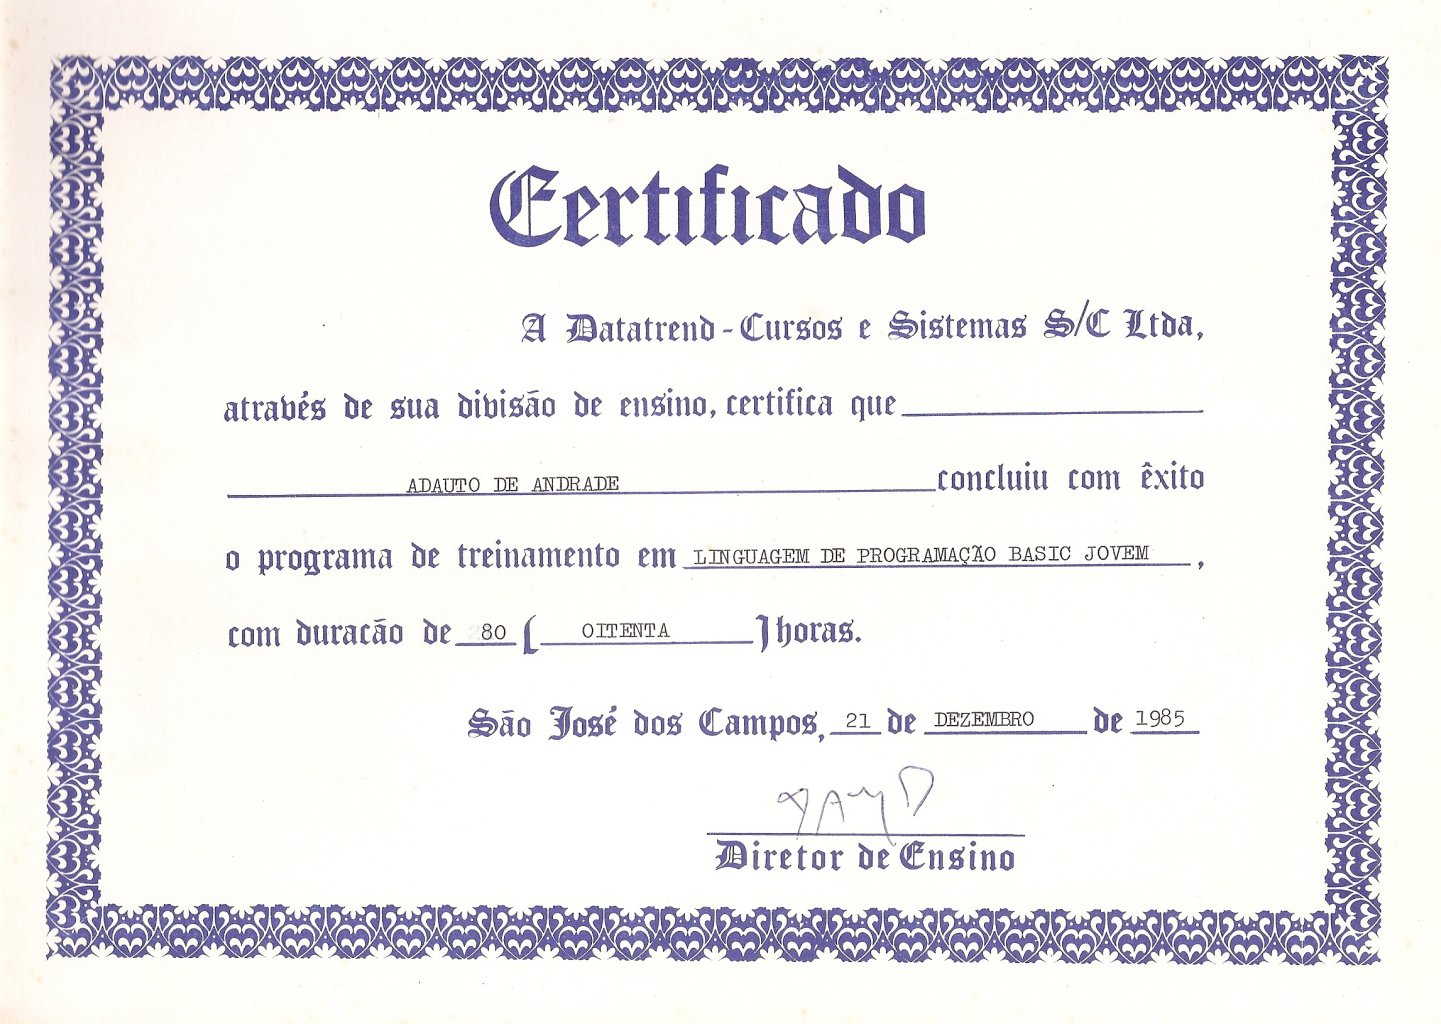 Certificado
A Datatrend - Cursos e Sistemas S/C Ltda,
através de sua divisão de ensino, certifica que
ADAUTO DE ANDRADE concluiu com êxito
o programa de treinamento em LINGUAGEM DE PROGRAMAÇÃO BASIC JOVEM ,
com duracão de 80 ( OITENTA ) horas.
São José dos Campos, 21 de DEZEMBRO de 1985
Diretor de Ensino